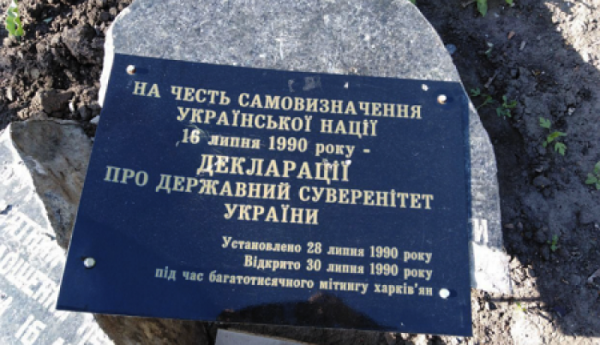 НА ЧЕСТЬ САМОВИЗНАЧЕННЯ
УКРАЇНСЬКОЇ НАЦІЇ
16 липня 1990 року -
ДЕКЛАРАЦІЇ
ПРО ДЕРЖАВНИЙ СУВЕРЕНІТЕТ
УКРАЇНИ
Установлено 28 липня 1990 року
Відкрито 30 липня 1990 року
під час багатотисячного мітингу харків'ян